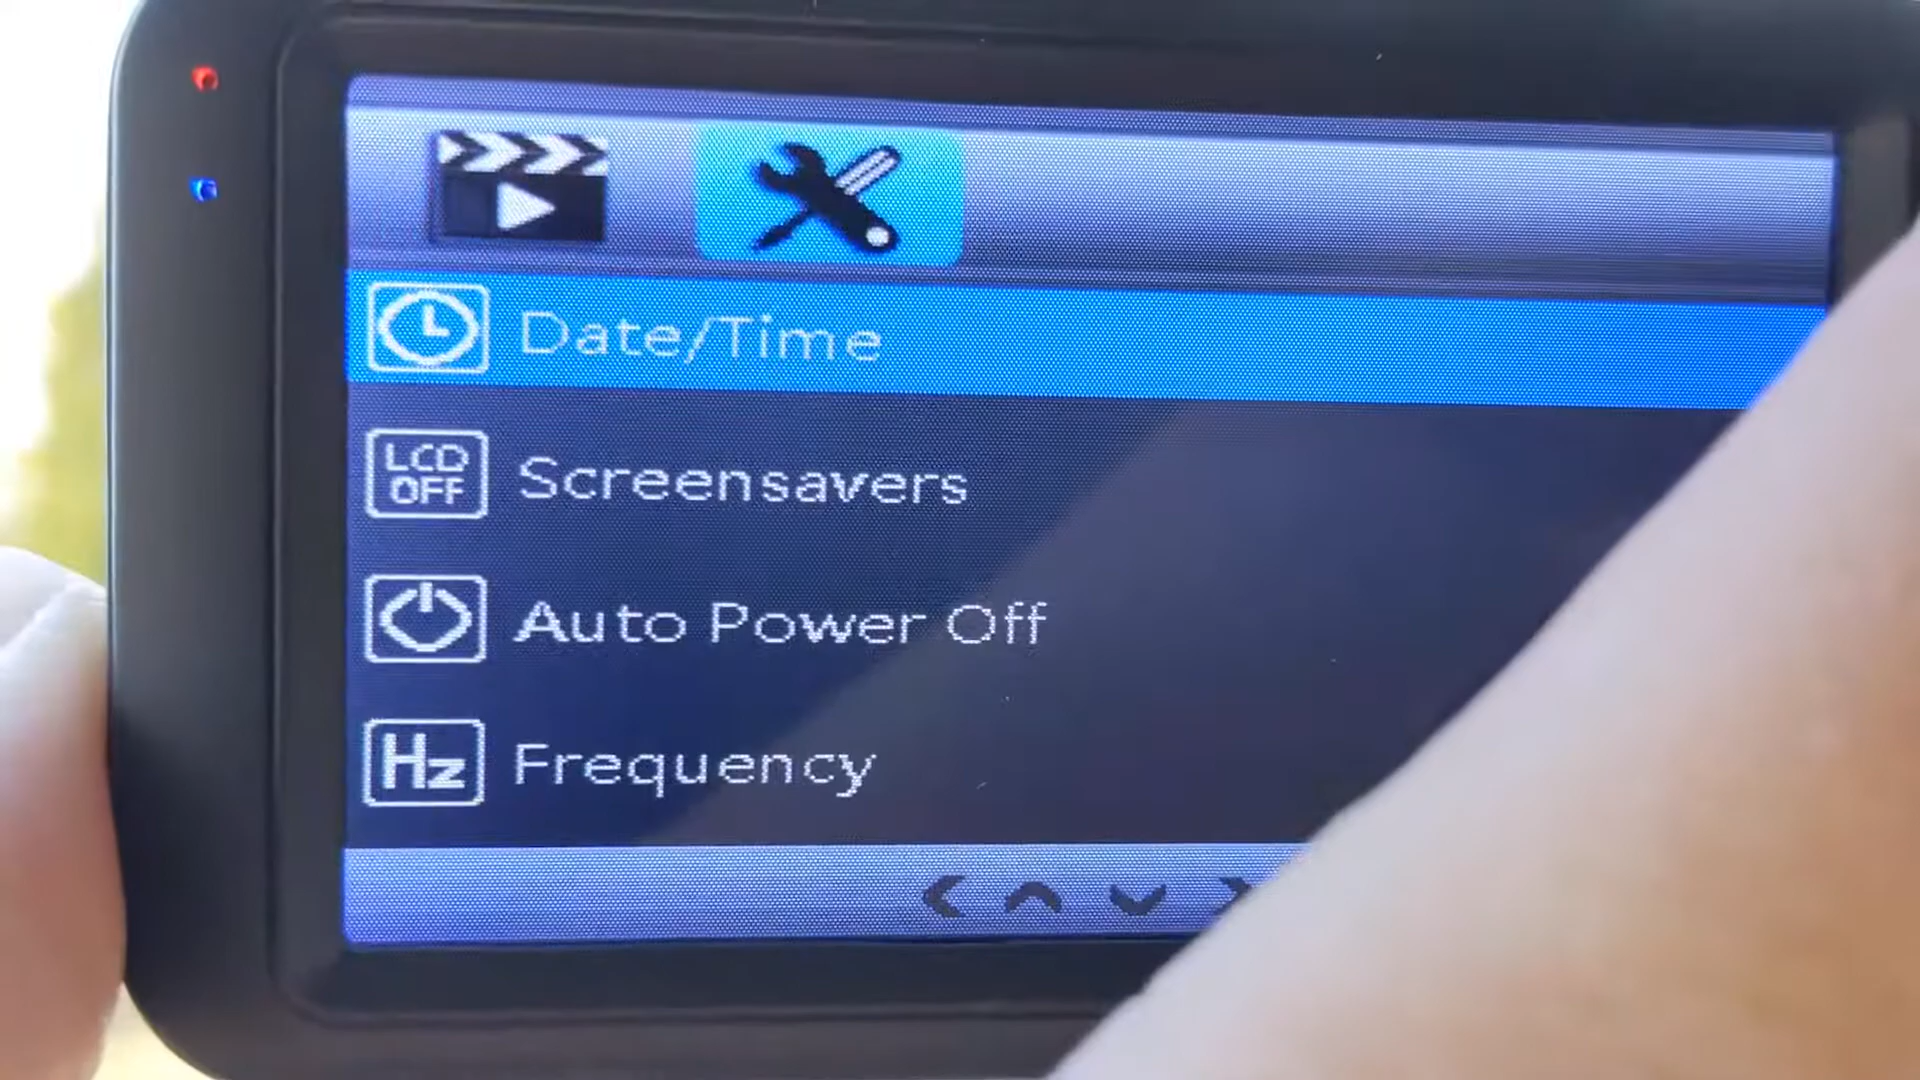 Date/Time
LCD
OFF
Screensavers
Auto Power Off
Hz
Frequency